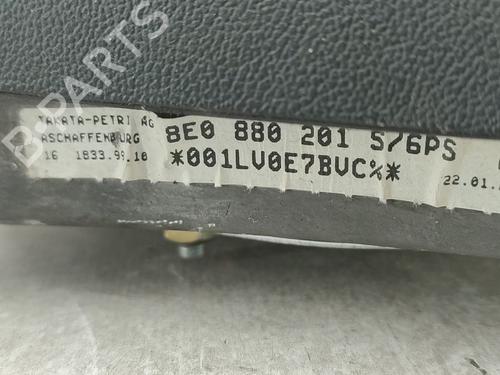 TAKATA-PETRI AG
ASCHAFFENBURG
16 1833.99.10
8E0 880 201 S/6PS
*001LV0E7BVC%*
22.01.
B-Parts